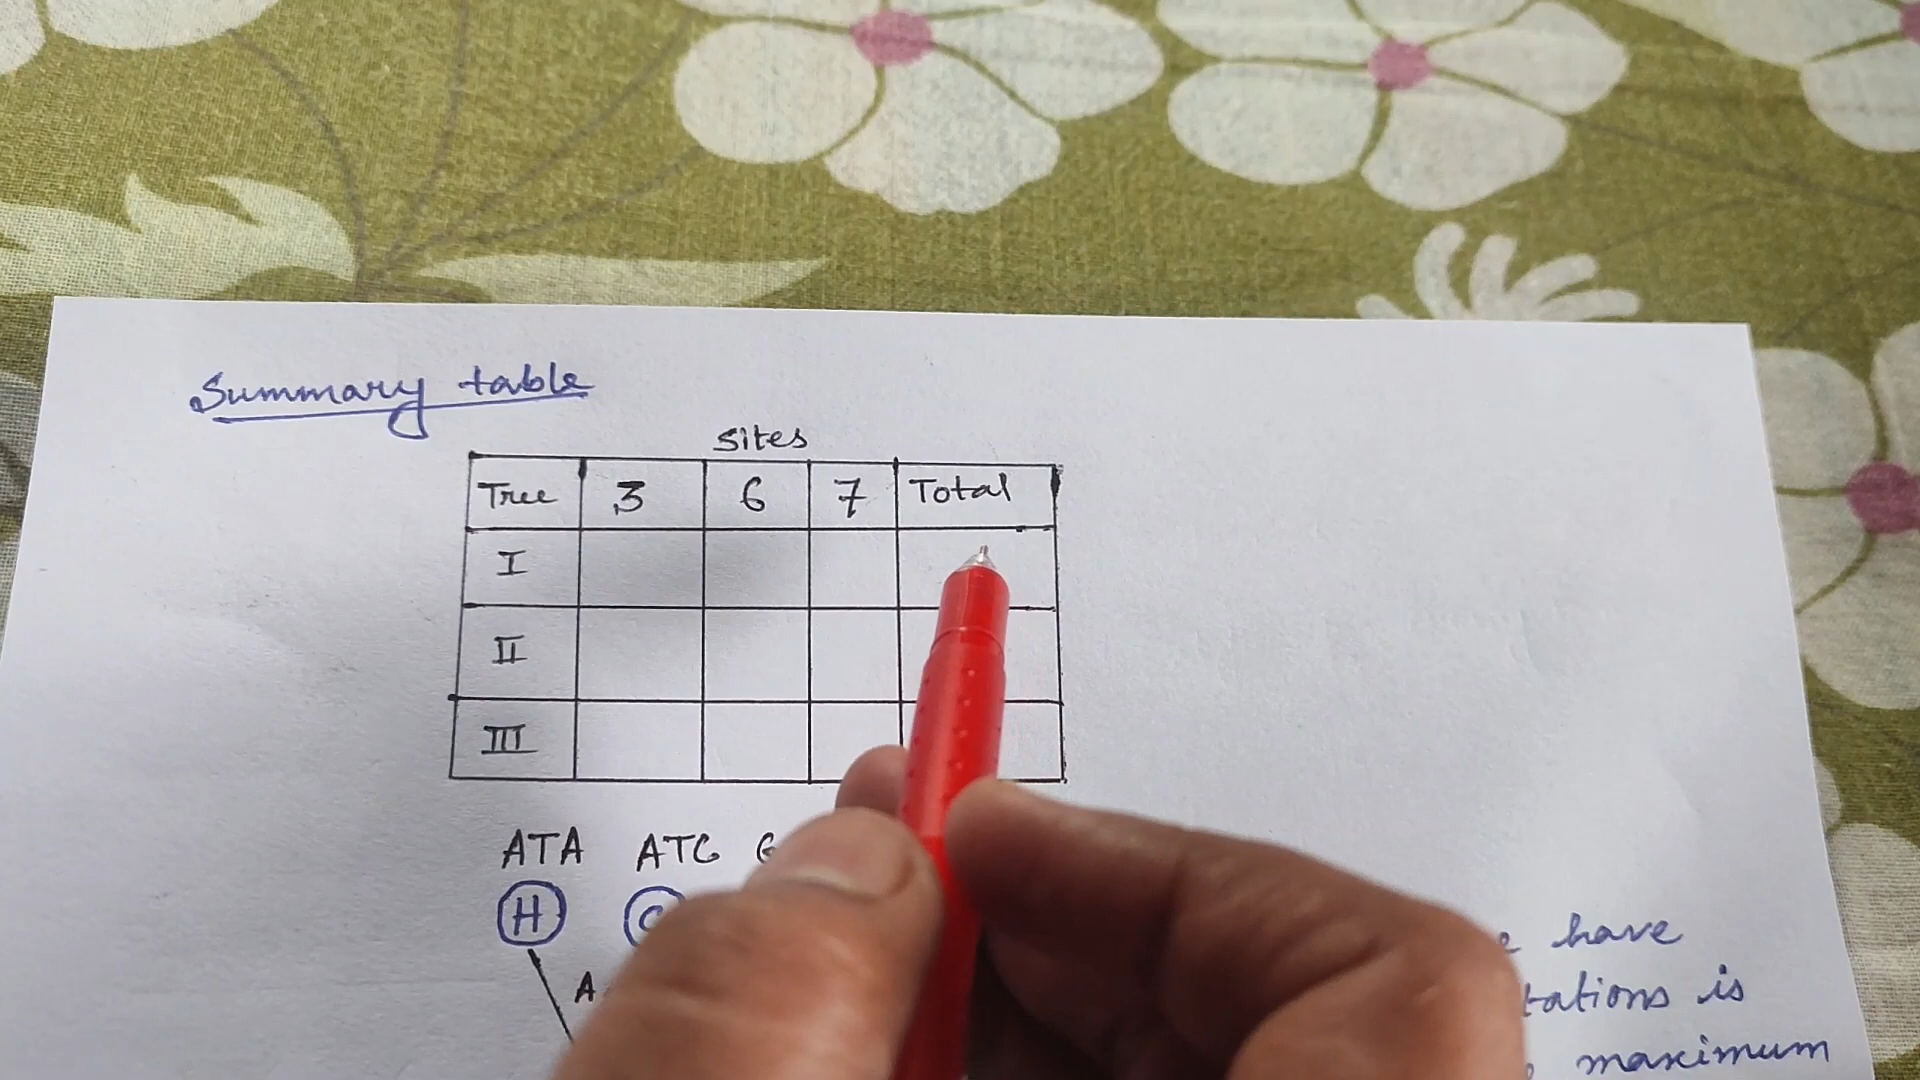 Summary table
Sites
Tree 3 6 7 Total
I
II
III
ATA ATG G
H C
A
have
tations is
maximum